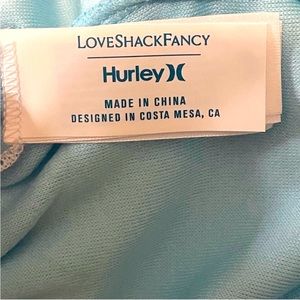 LOVESHACKFANCY
Hurley
MADE IN CHINA
DESIGNED IN COSTA MESA, CA